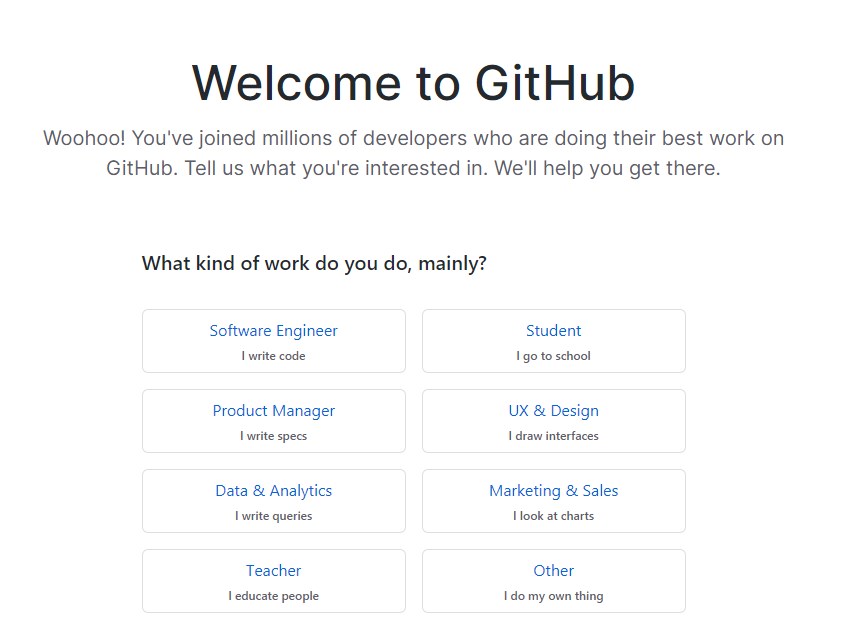 Welcome to GitHub
Woohoo! You've joined millions of developers who are doing their best work on
GitHub. Tell us what you're interested in. We'll help you get there.
What kind of work do you do, mainly?
Software Engineer
I write code
Student
I go to school
Product Manager
I write specs
UX & Design
I draw interfaces
Data & Analytics
I write queries
Marketing & Sales
I look at charts
Teacher
I educate people
Other
I do my own thing